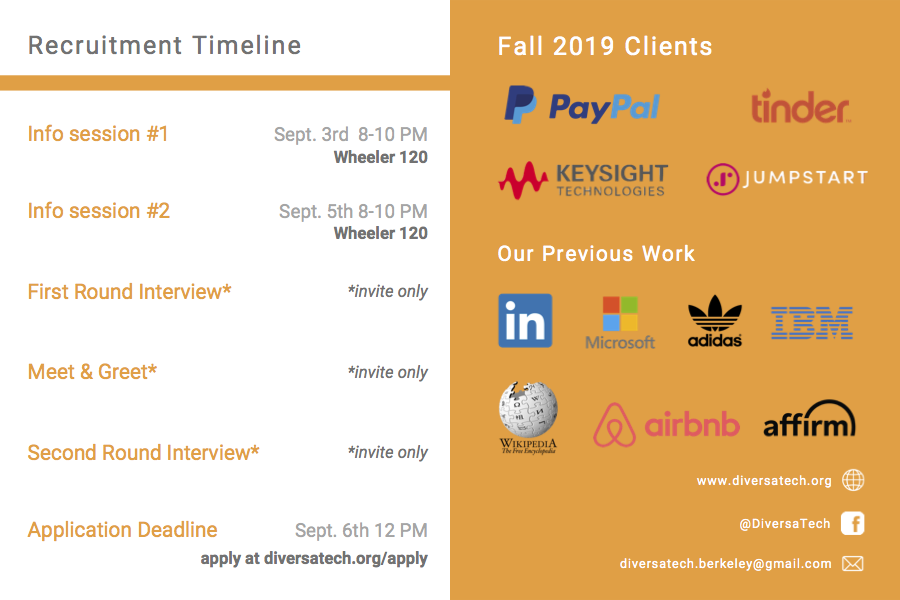 Recruitment Timeline
Info session #1
Sept. 3rd 8-10 PM
Wheeler 120
Info session #2
Sept. 5th 8-10 PM
Wheeler 120
First Round Interview*
*invite only
Meet & Greet*
*invite only
Second Round Interview*
*invite only
Application Deadline
Sept. 6th 12 PM
apply at diversatech.org/apply
Fall 2019 Clients
PayPal
tinder
KEYSIGHT
TECHNOLOGIES
JUMPSTART
Our Previous Work
in
Microsoft
adidas
IBM
WIKIPEDIA
The Free Encyclopedia
airbnb
affirm
www.diversatech.org
@DiversaTech
diversatech.berkeley@gmail.com